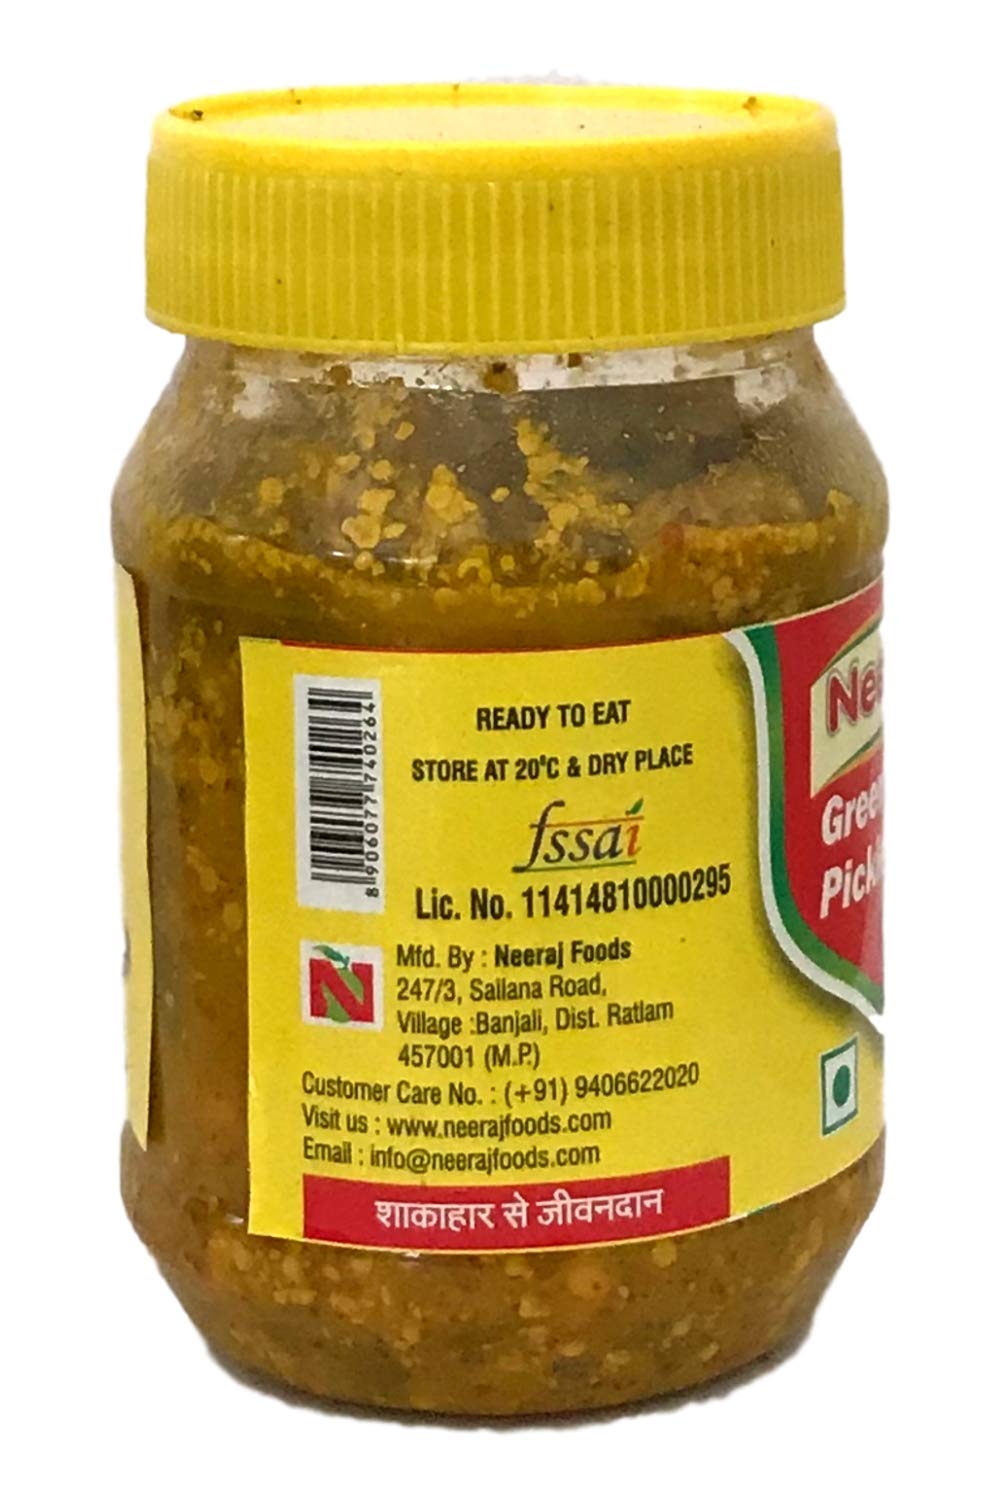 READY TO EAT
STORE AT 20°C & DRY PLACE
fssai
Lic. No. 11414810000295
8906077740264
N
Mfd. By : Neeraj Foods
247/3, Sailana Road,
Village :Banjali, Dist. Ratlam
457001 (M.P.)
Customer Care No. : (+91) 9406622020
Visit us : www.neerajfoods.com
Email : info@neerajfoods.com
शाकाहार से जीवनदान